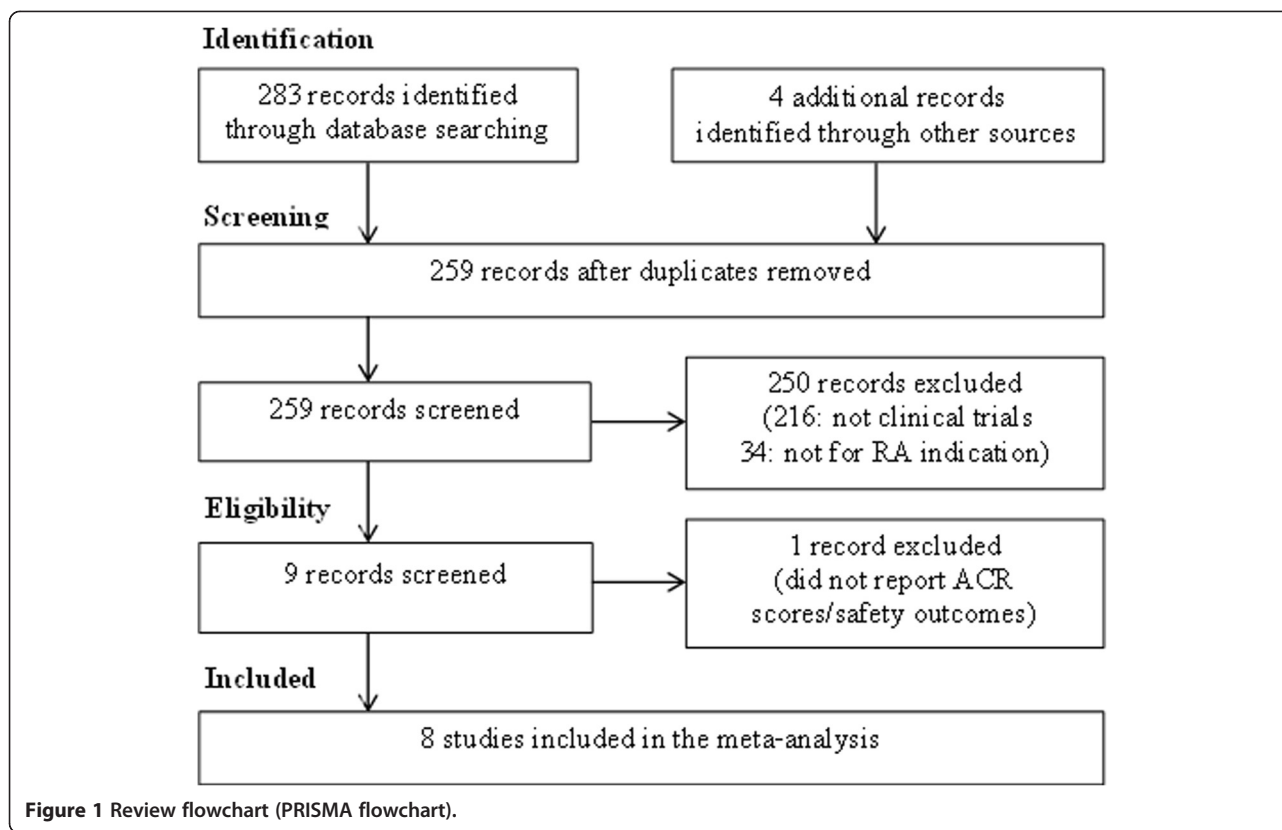 Identification
283 records identified
through database searching
4 additional records
identified through other sources
Screening
259 records after duplicates removed
259 records screened
250 records excluded
(216: not clinical trials
34: not for RA indication)
Eligibility
9 records screened
1 record excluded
(did not report ACR
scores/safety outcomes)
Included
8 studies included in the meta-analysis
Figure 1 Review flowchart (PRISMA flowchart).